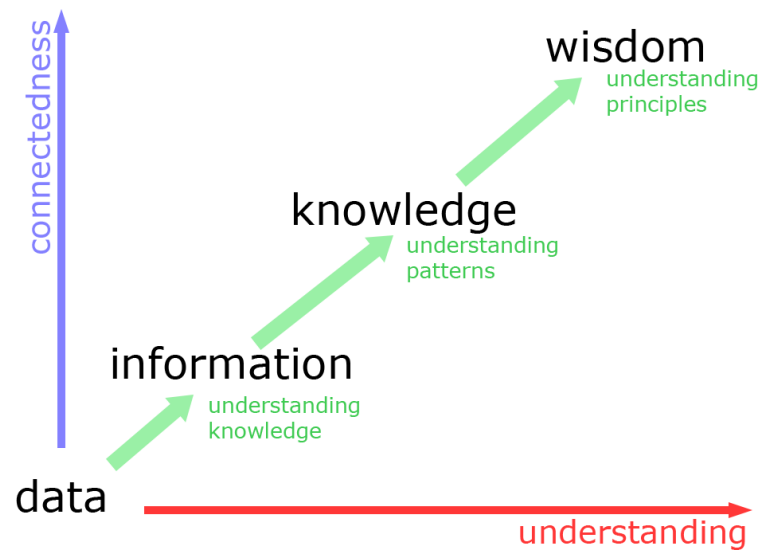 connectedness
wisdom
understanding
principles
knowledge
understanding
patterns
information
understanding
knowledge
data
understanding